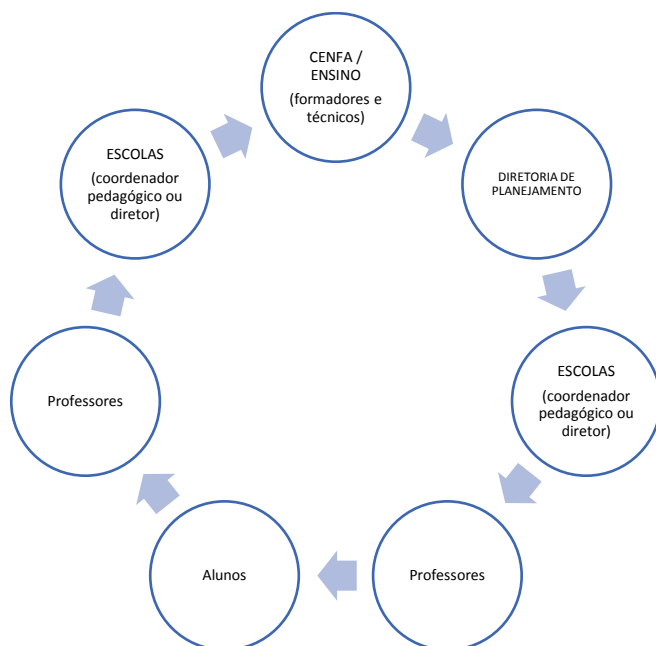 CENFA /
ENSINO
(formadores e
técnicos)
DIRETORIA DE
PLANEJAMENTO
ESCOLAS
(coordenador
pedagógico ou
diretor)
Professores
Alunos
Professores
ESCOLAS
(coordenador
pedagógico ou
diretor)